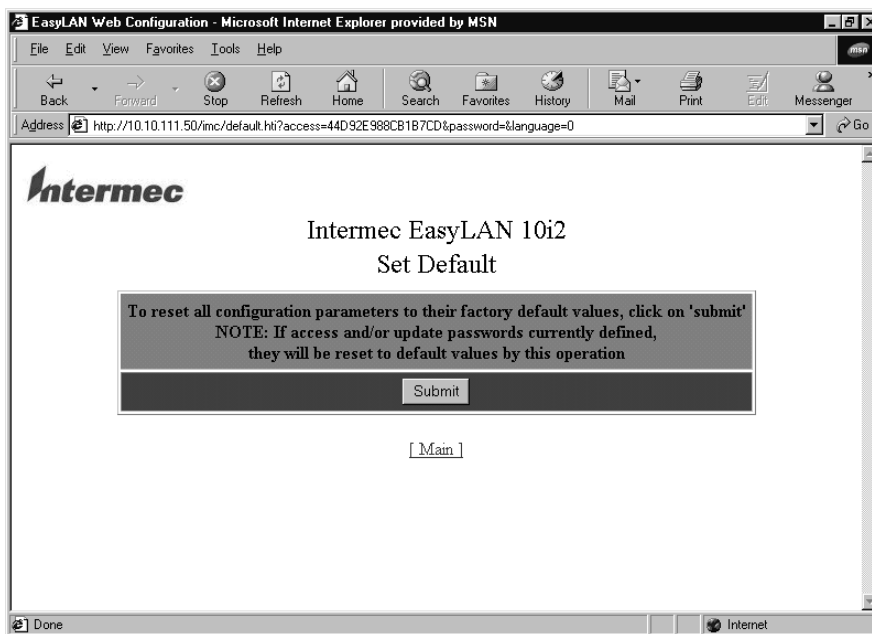 EasyLAN Web Configuration - Microsoft Internet Explorer provided by MSN
File Edit View Favorites Tools Help
msn
Back Forward Stop Refresh Home Search Favorites History Mail Print Edit Messenger
Address http://10.10.111.50/imc/default.hti?access=44D92E988CB1B7CD&password=&language=0 Go
Intermec
Intermec EasyLAN 10i2
Set Default
To reset all configuration parameters to their factory default values, click on 'submit'
NOTE: If access and/or update passwords currently defined,
they will be reset to default values by this operation
Submit
[ Main ]
Done Internet